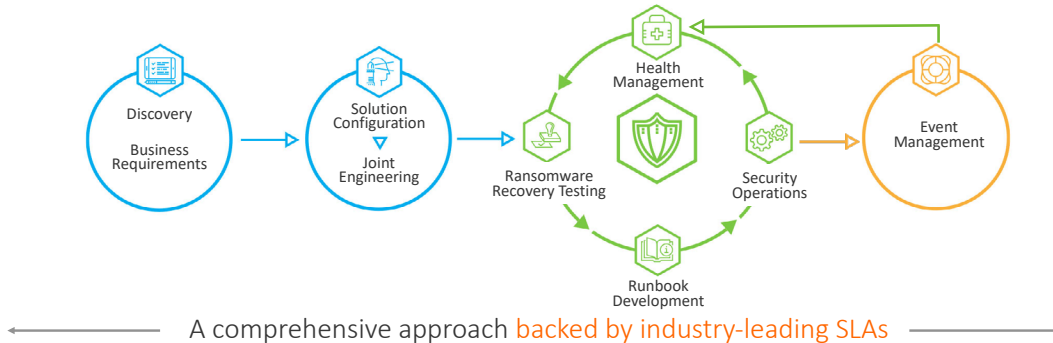 Discovery
Business
Requirements
Solution
Configuration
Joint
Engineering
Health
Management
Ransomware
Recovery Testing
Security
Operations
Runbook
Development
Event
Management
A comprehensive approach backed by industry-leading SLAs